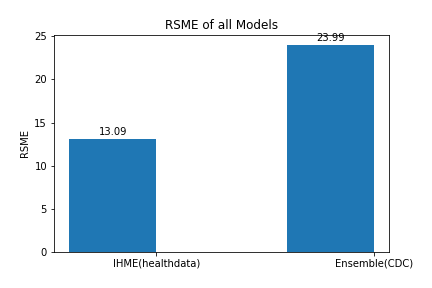 RSME of all Models
RSME
25
20
15
10
5
0
13.09
23.99
IHME(healthdata)
Ensemble(CDC)